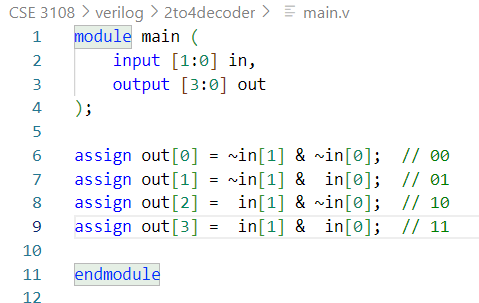 CSE 3108 > verilog > 2to4decoder > main.v
1 module main (
2     input [1:0] in,
3     output [3:0] out
4 );
5
6 assign out[0] = ~in[1] & ~in[0];  // 00
7 assign out[1] = ~in[1] &  in[0];  // 01
8 assign out[2] =  in[1] & ~in[0];  // 10
9 assign out[3] =  in[1] &  in[0];  // 11
10
11 endmodule
12